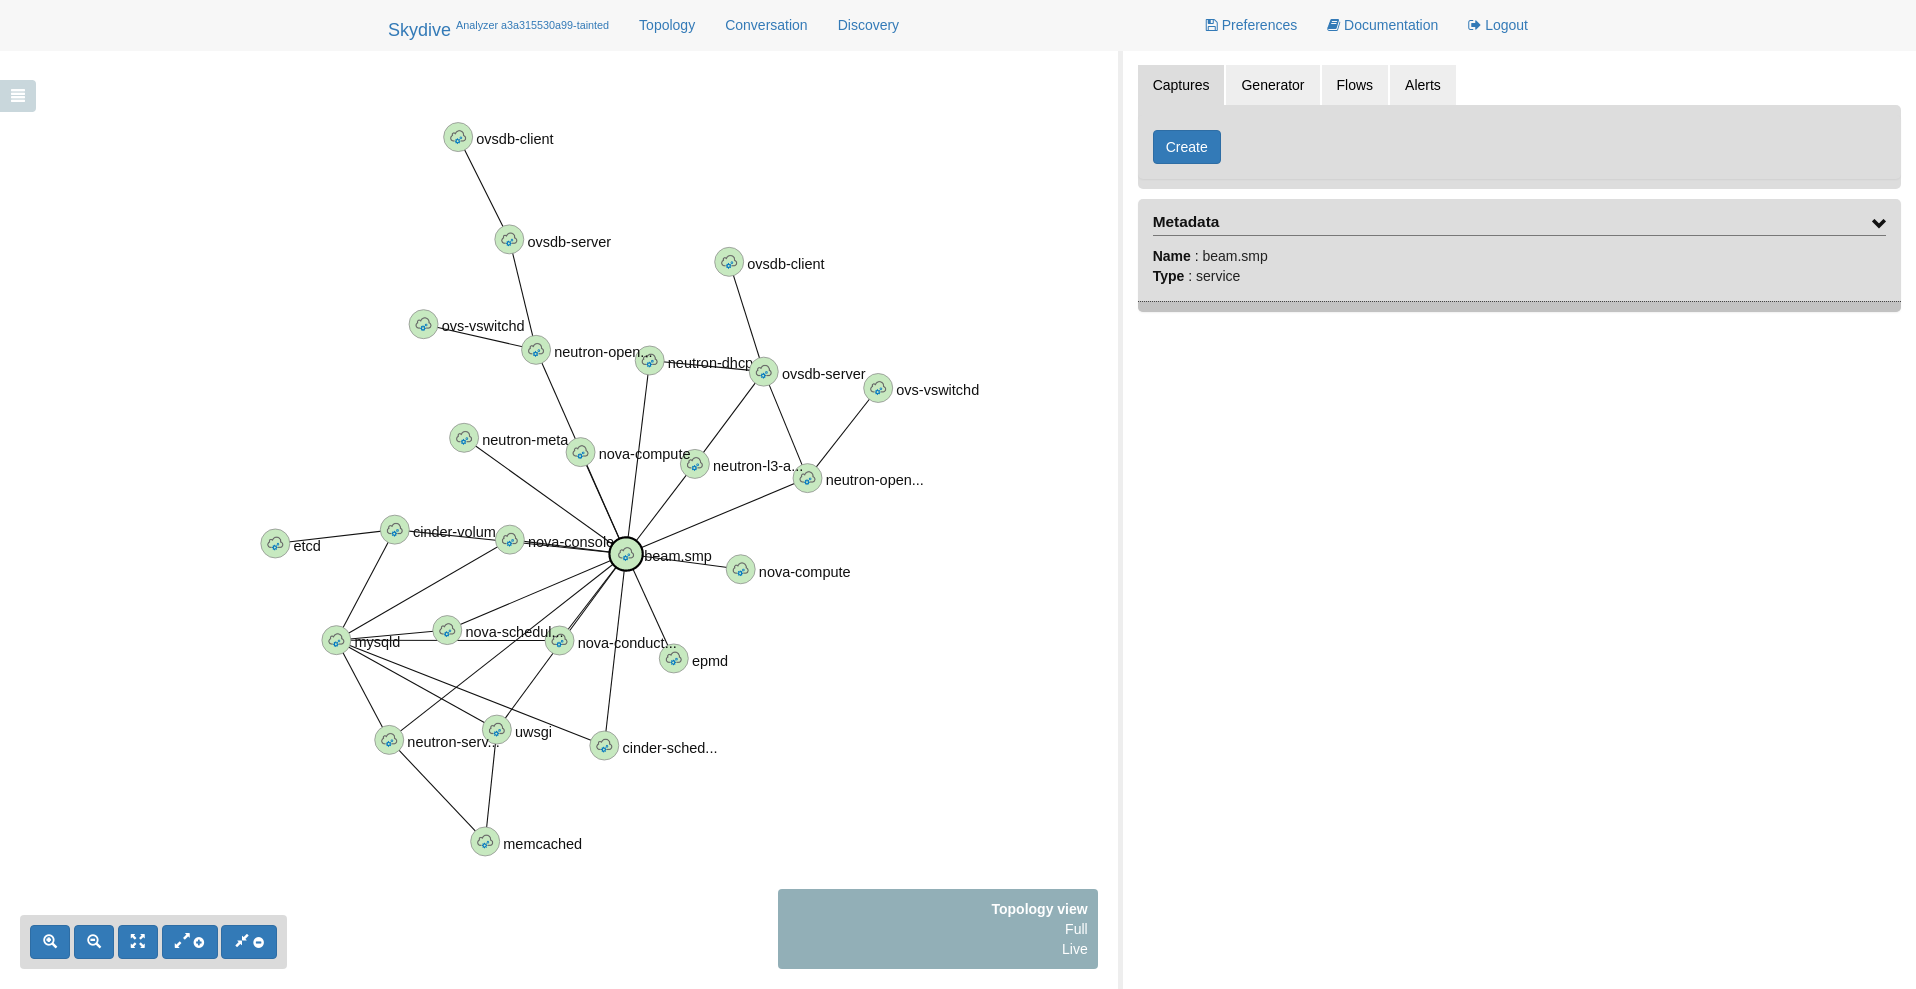 Skydive Analyzer a3a315530a99-tainted Topology Conversation Discovery Preferences Documentation Logout
Captures Generator Flows Alerts
Create
Metadata
Name : beam.smp
Type : service
ovsdb-client
ovsdb-server
ovsdb-client
ovs-vswitchd
neutron-open...
neutron-dhcp
ovsdb-server
ovs-vswitchd
neutron-meta
nova-compute
neutron-l3-a...
neutron-open...
etcd
cinder-volum
nova-console
beam.smp
nova-compute
mysqld
nova-schedul...
nova-conduct...
epmd
neutron-serv...
uwsgi
cinder-sched...
memcached
Topology view
Full
Live